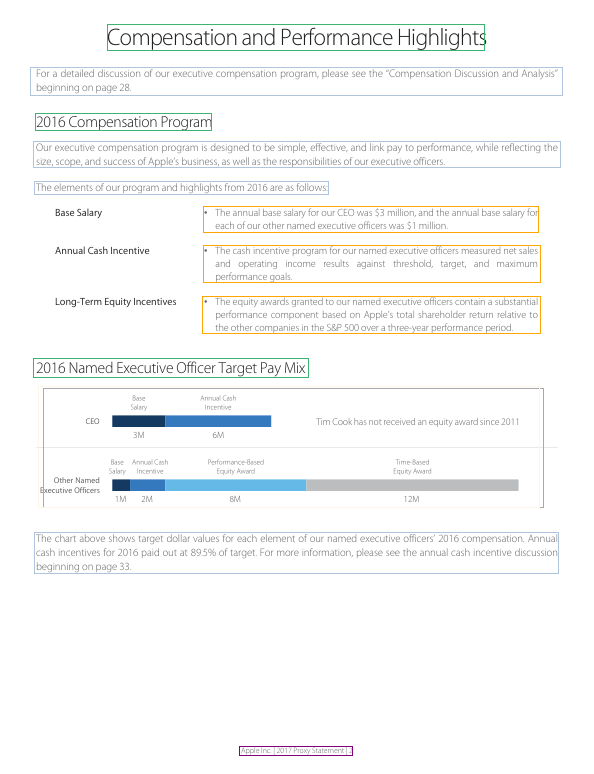 Compensation and Performance Highlights
For a detailed discussion of our executive compensation program, please see the “Compensation Discussion and Analysis”
beginning on page 28.
2016 Compensation Program
Our executive compensation program is designed to be simple, effective, and link pay to performance, while reflecting the
size, scope, and success of Apple’s business, as well as the responsibilities of our executive officers.
The elements of our program and highlights from 2016 are as follows:
Base Salary
• The annual base salary for our CEO was $3 million, and the annual base salary for
each of our other named executive officers was $1 million.
Annual Cash Incentive
• The cash incentive program for our named executive officers measured net sales
and operating income results against threshold, target, and maximum
performance goals.
Long-Term Equity Incentives
• The equity awards granted to our named executive officers contain a substantial
performance component based on Apple’s total shareholder return relative to
the other companies in the S&P 500 over a three-year performance period.
2016 Named Executive Officer Target Pay Mix
Base Annual Cash
Salary Incentive
CEO Tim Cook has not received an equity award since 2011
3M 6M
Base Annual Cash Performance-Based Time-Based
Salary Incentive Equity Award Equity Award
Other Named
Executive Officers
1M 2M 8M 12M
The chart above shows target dollar values for each element of our named executive officers’ 2016 compensation. Annual
cash incentives for 2016 paid out at 89.5% of target. For more information, please see the annual cash incentive discussion
beginning on page 33.
Apple Inc. | 2017 Proxy Statement | 2